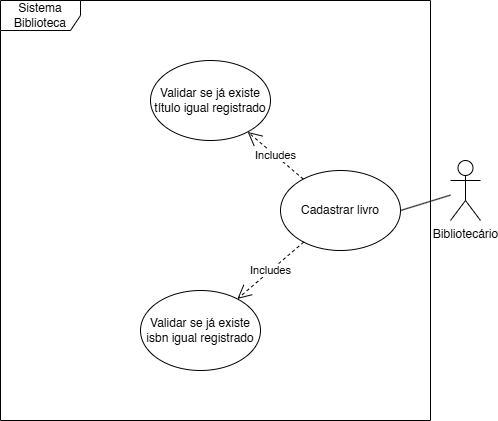 Sistema
Biblioteca
Validar se já existe
título igual registrado
Includes
Cadastrar livro
Bibliotecário
Includes
Validar se já existe
isbn igual registrado